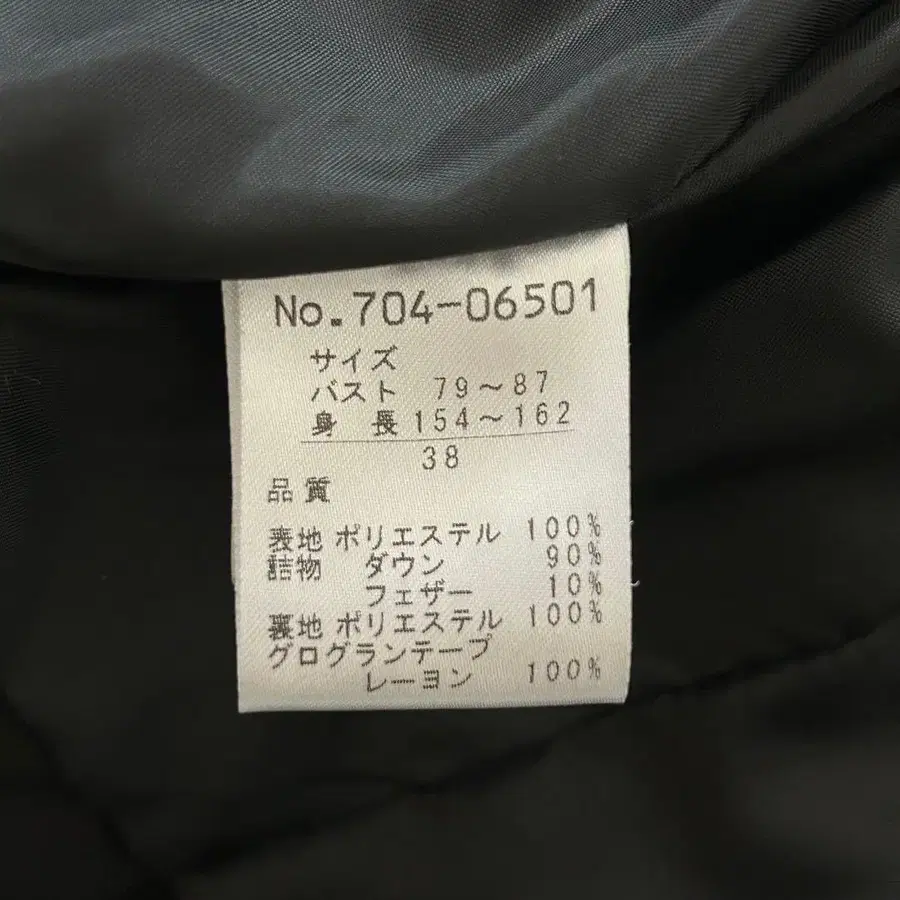 No.704-06501
サイズ
バスト 79～87
身 長 154～162
38
品質
表地 ポリエステル 100%
詰物 ダウン 90%
フェザー 10%
裏地 ポリエステル 100%
グログランテープ
レーヨン 100%